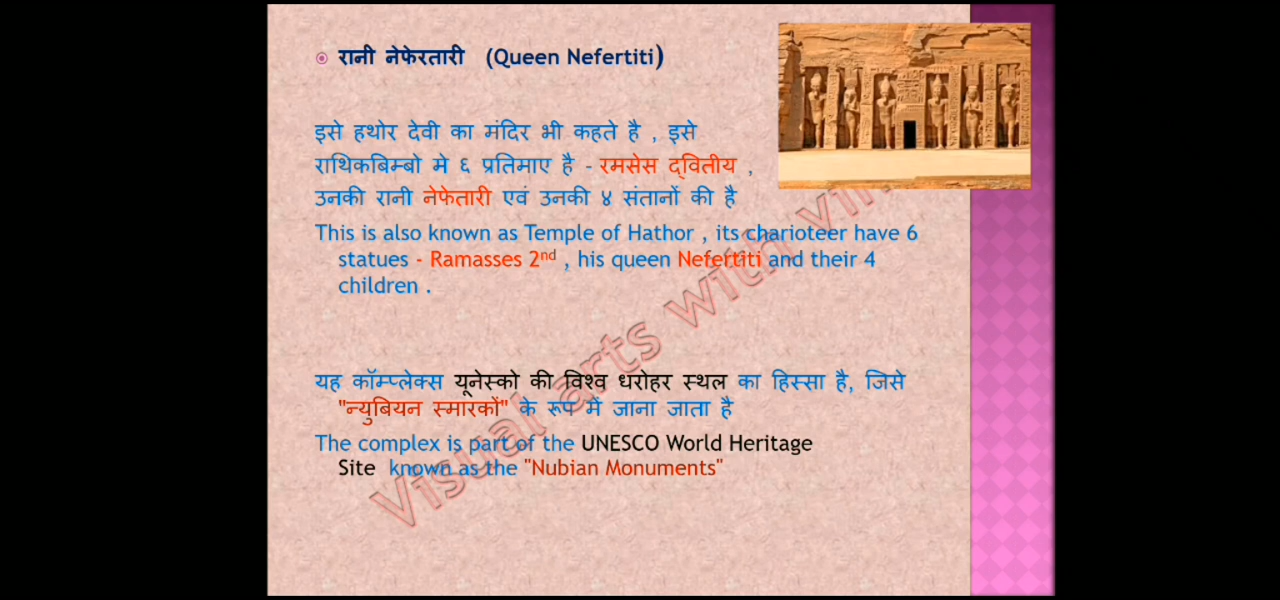 रानी नेफेरतारी (Queen Nefertiti)
इसे हथोर देवी का मंदिर भी कहते है , इसे
राथिकबिम्बो मे ६ प्रतिमाए है - रमसेस द्वितीय ,
उनकी रानी नेफेतारी एवं उनकी ४ संतानों की है
This is also known as Temple of Hathor , its charioteer have 6
statues - Ramasses 2nd , his queen Nefertiti and their 4
children .
यह कॉम्प्लेक्स यूनेस्को की विश्व धरोहर स्थल का हिस्सा है, जिसे
"न्युबियन स्मारकों" के रूप में जाना जाता है
The complex is part of the UNESCO World Heritage
Site known as the "Nubian Monuments"
Visual arts with